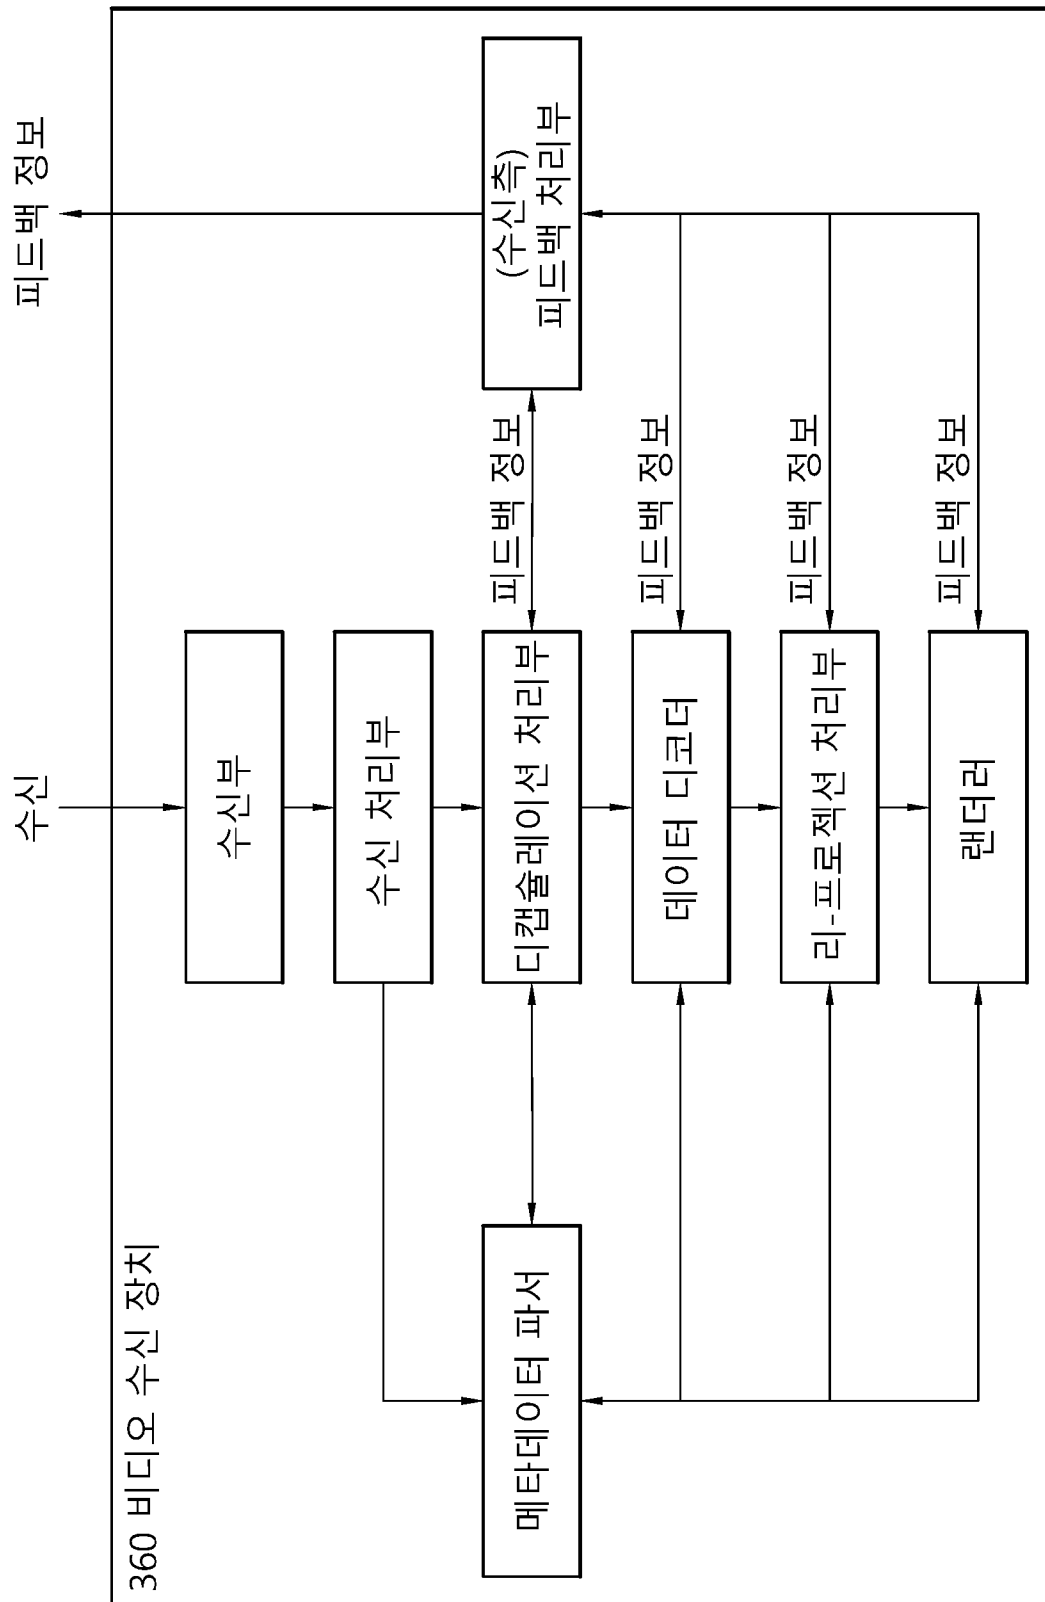 360 비디오 수신 장치
수신
피드백 정보
수신부
수신 처리부
메타데이터 파서
디캡슐레이션 처리부
피드백 정보
(수신측)
피드백 처리부
데이터 디코더
피드백 정보
리-프로젝션 처리부
피드백 정보
랜더러
피드백 정보